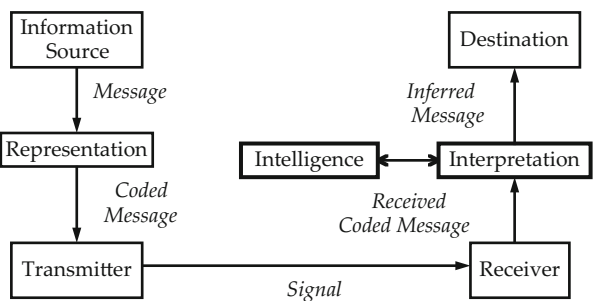 Information
Source
Destination
Message
Inferred
Message
Representation
Intelligence
Interpretation
Coded
Message
Received
Coded Message
Transmitter
Signal
Receiver